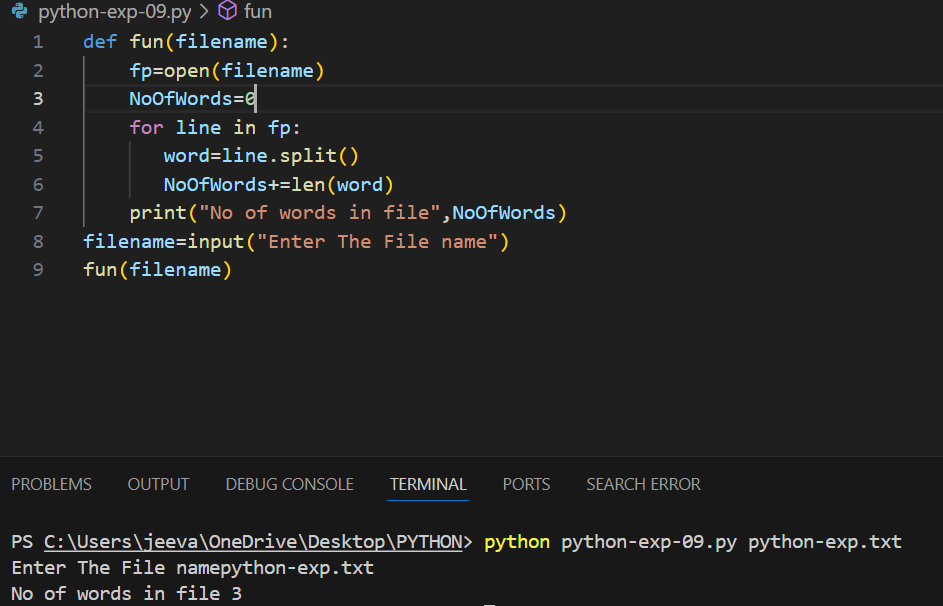 python-exp-09.py > fun
1 def fun(filename):
2     fp=open(filename)
3     NoOfWords=0
4     for line in fp:
5        word=line.split()
6        NoOfWords+=len(word)
7     print("No of words in file",NoOfWords)
8 filename=input("Enter The File name")
9 fun(filename)
PROBLEMS OUTPUT DEBUG CONSOLE TERMINAL PORTS SEARCH ERROR
PS C:\Users\jeeva\OneDrive\Desktop\PYTHON> python python-exp-09.py python-exp.txt
Enter The File namepython-exp.txt
No of words in file 3